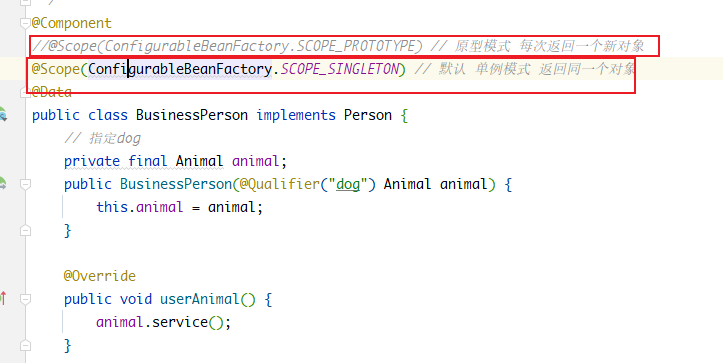 @Component
//@Scope(ConfigurableBeanFactory.SCOPE_PROTOTYPE) // 原型模式 每次返回一个新对象
@Scope(ConfigurableBeanFactory.SCOPE_SINGLETON) // 默认 单例模式 返回同一个对象
@Data
public class BusinessPerson implements Person {
// 指定dog
private final Animal animal;
public BusinessPerson(@Qualifier("dog") Animal animal) {
this.animal = animal;
}
@Override
public void userAnimal() {
animal.service();
}